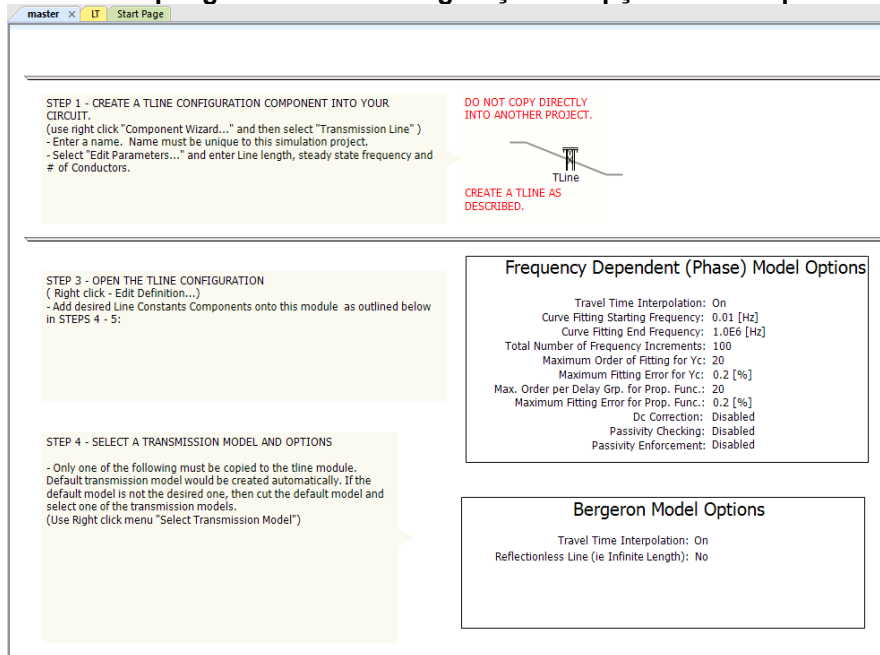 master × LT Start Page
STEP 1 - CREATE A TLINE CONFIGURATION COMPONENT INTO YOUR
CIRCUIT.
(use right click "Component Wizard..." and then select "Transmission Line" )
- Enter a name. Name must be unique to this simulation project.
- Select "Edit Parameters..." and enter Line length, steady state frequency and
# of Conductors.
DO NOT COPY DIRECTLY
INTO ANOTHER PROJECT.
TLine
CREATE A TLINE AS
DESCRIBED.
STEP 3 - OPEN THE TLINE CONFIGURATION
( Right click - Edit Definition...)
- Add desired Line Constants Components onto this module as outlined below
in STEPS 4 - 5:
Frequency Dependent (Phase) Model Options
Travel Time Interpolation: On
Curve Fitting Starting Frequency: 0.01 [Hz]
Curve Fitting End Frequency: 1.0E6 [Hz]
Total Number of Frequency Increments: 100
Maximum Order of Fitting for Yc: 20
Maximum Fitting Error for Yc: 0.2 [%]
Max. Order per Delay Grp. for Prop. Func.: 20
Maximum Fitting Error for Prop. Func.: 0.2 [%]
Dc Correction: Disabled
Passivity Checking: Disabled
Passivity Enforcement: Disabled
STEP 4 - SELECT A TRANSMISSION MODEL AND OPTIONS
- Only one of the following must be copied to the tline module.
Default transmission model would be created automatically. If the
default model is not the desired one, then cut the default model and
select one of the transmission models.
(Use Right click menu "Select Transmission Model")
Bergeron Model Options
Travel Time Interpolation: On
Reflectionless Line (ie Infinite Length): No